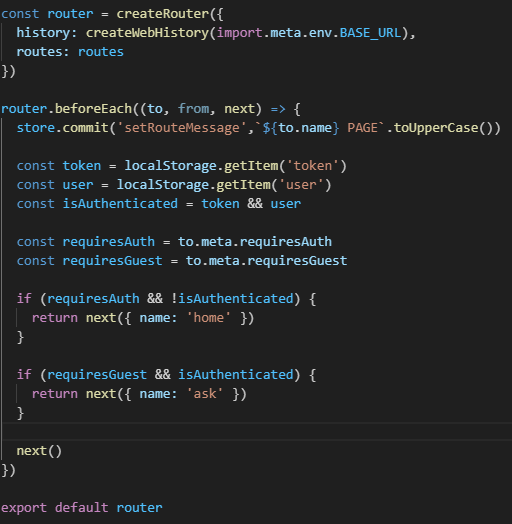 const router = createRouter({
  history: createWebHistory(import.meta.env.BASE_URL),
  routes: routes
})
router.beforeEach((to, from, next) => {
  store.commit('setRouteMessage',`${to.name} PAGE`.toUpperCase())
  const token = localStorage.getItem('token')
  const user = localStorage.getItem('user')
  const isAuthenticated = token && user
  const requiresAuth = to.meta.requiresAuth
  const requiresGuest = to.meta.requiresGuest
  if (requiresAuth && !isAuthenticated) {
    return next({ name: 'home' })
  }
  if (requiresGuest && isAuthenticated) {
    return next({ name: 'ask' })
  }
  next()
})
export default router